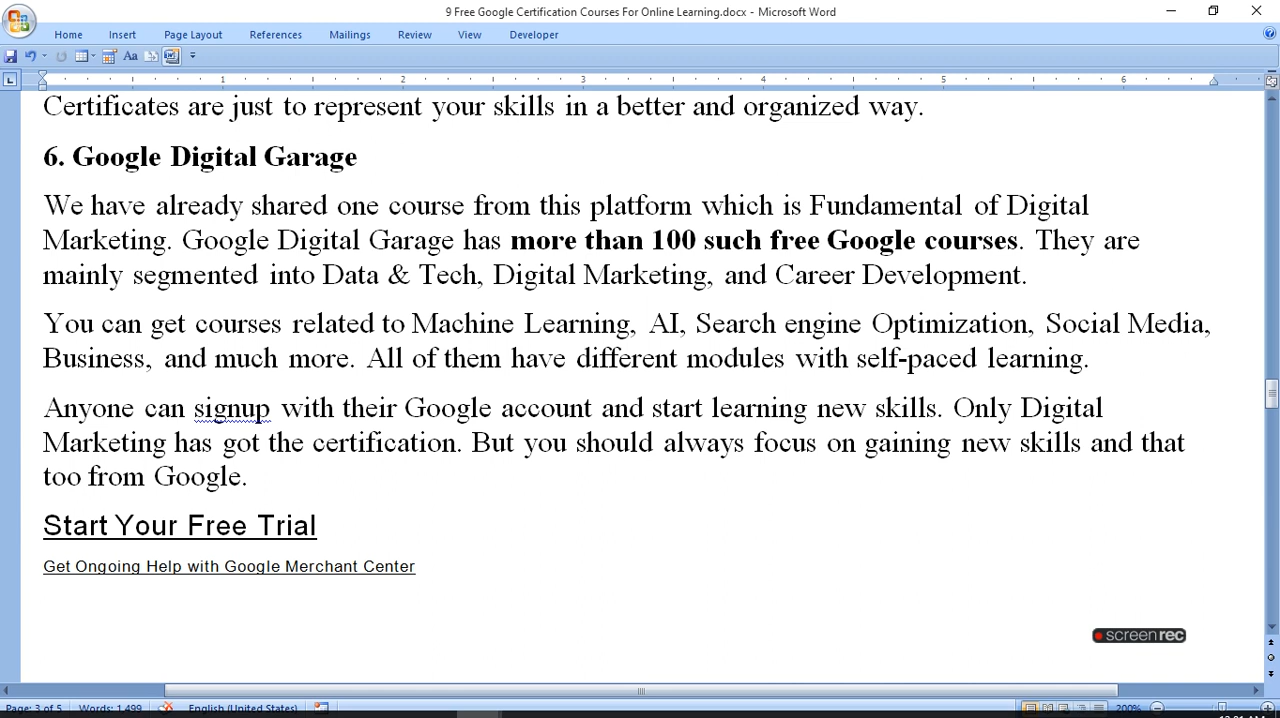 9 Free Google Certification Courses For Online Learning.docx - Microsoft Word
Home Insert Page Layout References Mailings Review View Developer
1 2 3 4 5 6
Certificates are just to represent your skills in a better and organized way.
6. Google Digital Garage
We have already shared one course from this platform which is Fundamental of Digital
Marketing. Google Digital Garage has more than 100 such free Google courses. They are
mainly segmented into Data & Tech, Digital Marketing, and Career Development.
You can get courses related to Machine Learning, AI, Search engine Optimization, Social Media,
Business, and much more. All of them have different modules with self-paced learning.
Anyone can signup with their Google account and start learning new skills. Only Digital
Marketing has got the certification. But you should always focus on gaining new skills and that
too from Google.
Start Your Free Trial
Get Ongoing Help with Google Merchant Center
screenrec
Page: 3 of 5 Words: 1,499 English (United States) 200%